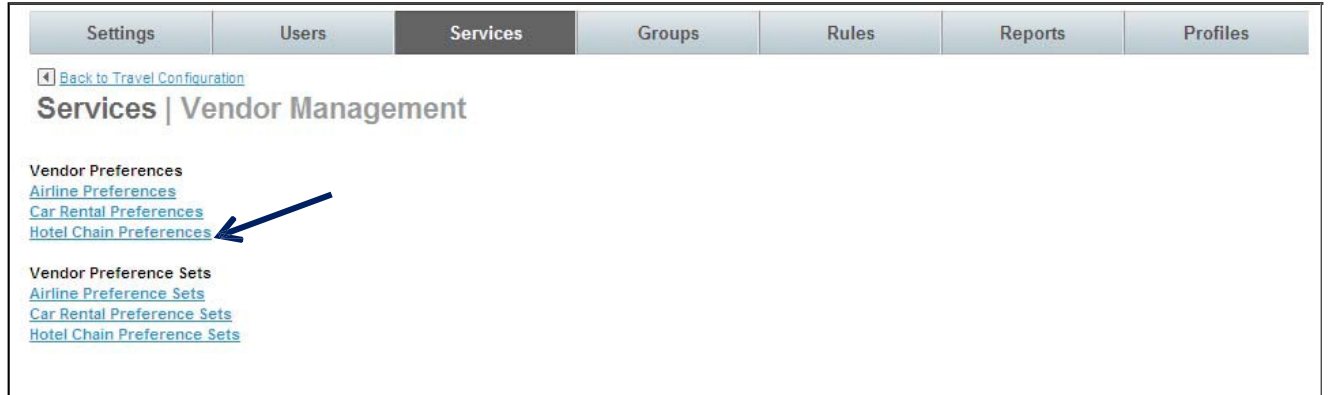 Settings Users Services Groups Rules Reports Profiles
Back to Travel Configuration
Services | Vendor Management
Vendor Preferences
Airline Preferences
Car Rental Preferences
Hotel Chain Preferences
Vendor Preference Sets
Airline Preference Sets
Car Rental Preference Sets
Hotel Chain Preference Sets